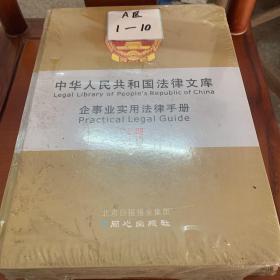 A区
1—10
中华人民共和国法律文库
Legal Library of People's Republic of China
企事业实用法律手册
Practical Legal Guide
北京日报报业集团
同心出版社